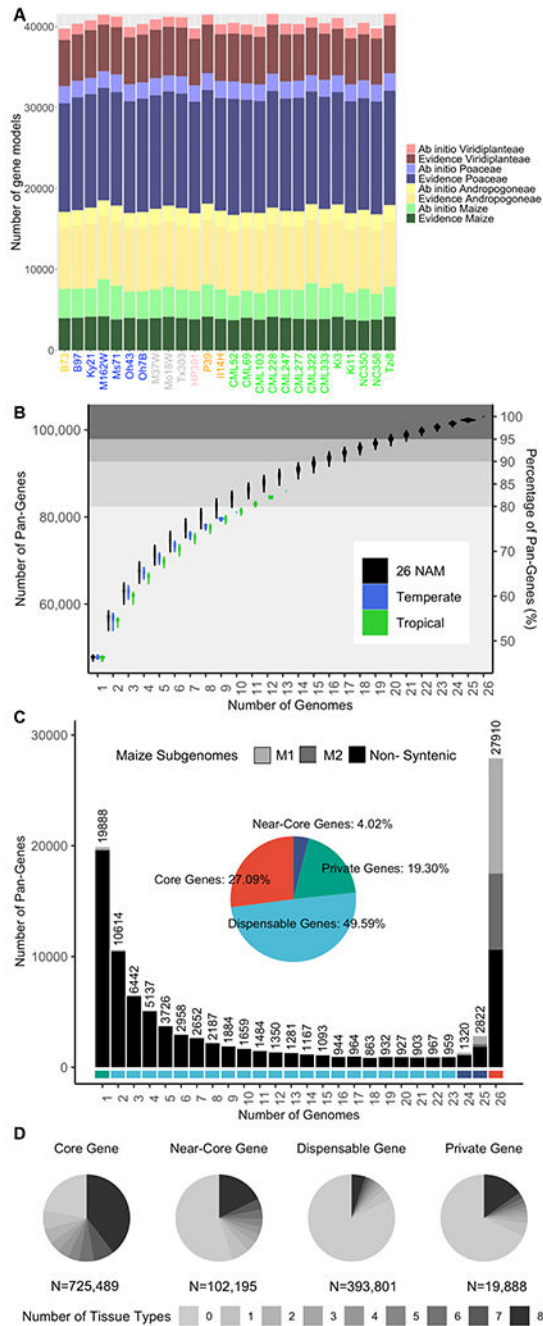 A
Number of gene models
40000
30000
20000
10000
0
Ab initio Viridiplanteae
Evidence Viridiplanteae
Ab initio Poaceae
Evidence Poaceae
Ab initio Andropogoneae
Evidence Andropogoneae
Ab initio Maize
Evidence Maize
B73
B97
Ky21
M162W
Ms71
Oh43
Oh7B
M37W
Mo18W
Tx303
HP301
P39
Il14H
CML52
CML69
CML103
CML228
CML247
CML277
CML322
CML333
Ki3
Ki11
NC350
NC358
Tzi8
B
Number of Pan-Genes
100,000
80,000
60,000
Percentage of Pan-Genes (%)
100
95
90
85
80
70
60
50
26 NAM
Temperate
Tropical
1 2 3 4 5 6 7 8 9 10 11 12 13 14 15 16 17 18 19 20 21 22 23 24 25 26
Number of Genomes
C
Number of Pan-Genes
30000
20000
10000
0
Maize Subgenomes M1 M2 Non- Syntenic
Near-Core Genes: 4.02%
Private Genes: 19.30%
Core Genes: 27.09%
Dispensable Genes: 49.59%
19888
10614
6442
5137
3726
2958
2652
2187
1884
1659
1484
1350
1281
1167
1093
944
964
863
932
927
903
967
959
1320
2822
27910
1 2 3 4 5 6 7 8 9 10 11 12 13 14 15 16 17 18 19 20 21 22 23 24 25 26
Number of Genomes
D
Core Gene
Near-Core Gene
Dispensable Gene
Private Gene
N=725,489
N=102,195
N=393,801
N=19,888
Number of Tissue Types 0 1 2 3 4 5 6 7 8